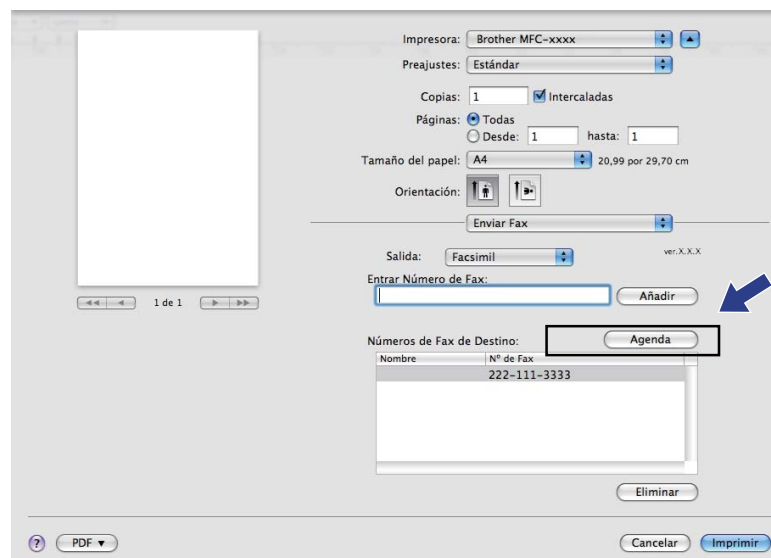 Impresora: Brother MFC-xxxx
Preajustes: Estándar
Copias: 1 Intercaladas
Páginas: Todas
Desde: 1 hasta: 1
Tamaño del papel: A4 20,99 por 29,70 cm
Orientación:
Enviar Fax
Salida: Facsimil ver.X.X.X
Entrar Número de Fax:
Añadir
1 de 1
Números de Fax de Destino: Agenda
Nombre Nº de Fax
222-111-3333
Eliminar
? PDF Cancelar Imprimir